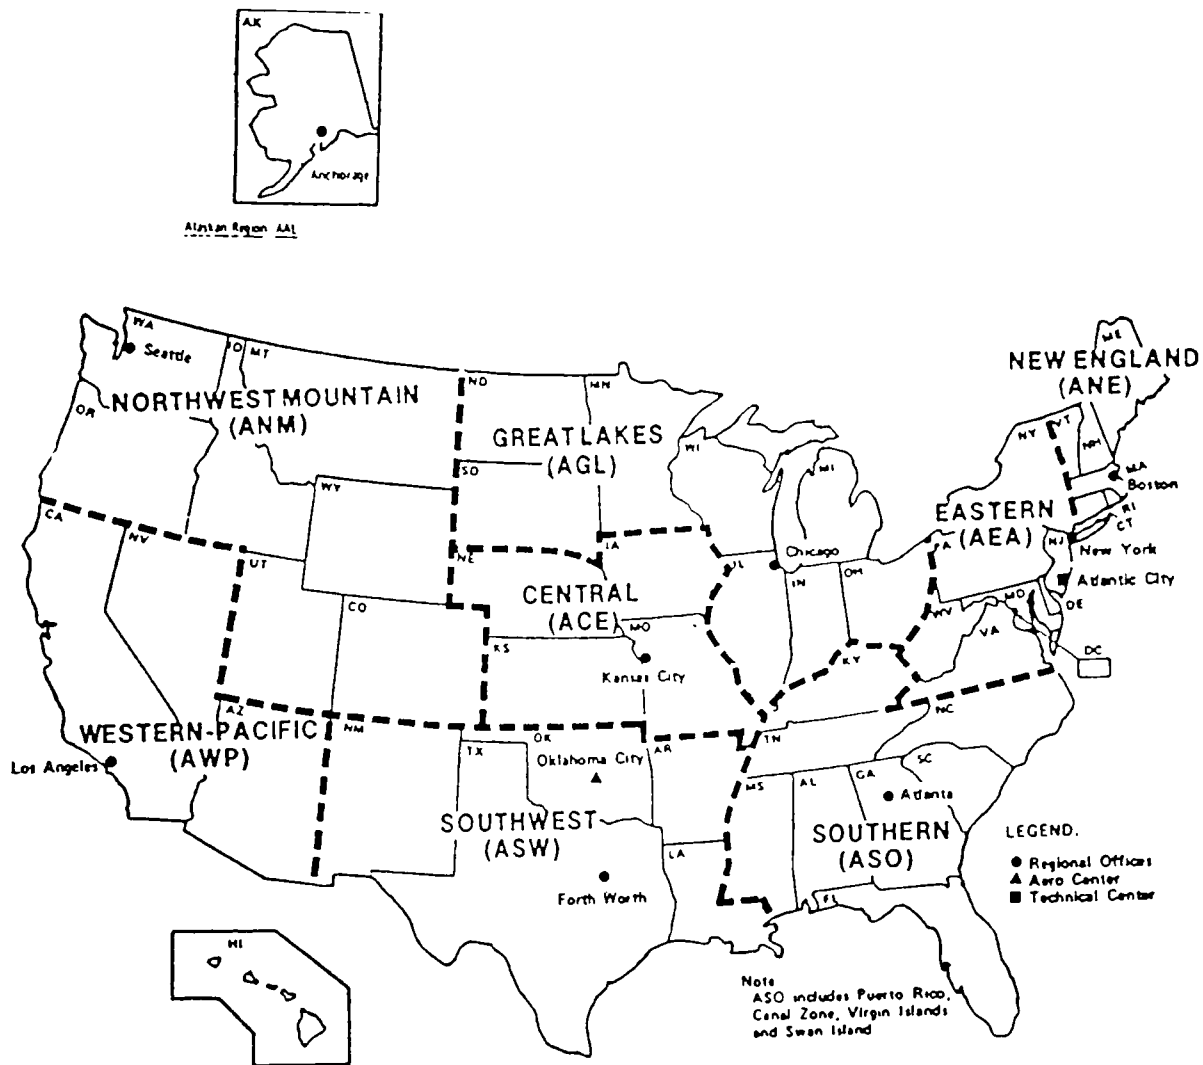 AK
Anchorage
Alaskan Region AAL
WA
Seattle
MT
ND
MN
ME
NEW ENGLAND
(ANE)
OR
NORTHWEST MOUNTAIN
(ANM)
GREAT LAKES
(AGL)
WI
MI
NY
VT
NH
MA
Boston
SD
WY
RI
CT
EASTERN
(AEA)
NJ
New York
CA
NV
UT
NE
IA
IL
Chicago
IN
OH
Atlantic City
CENTRAL
(ACE)
CO
MO
MD
DE
WV
VA
DC
KS
KY
Kansas City
AZ
NM
NC
WESTERN-PACIFIC
(AWP)
Los Angeles
TX
OK
Oklahoma City
AR
TN
MS
AL
GA
SC
Atlanta
SOUTHWEST
(ASW)
Forth Worth
LA
SOUTHERN
(ASO)
FL
LEGEND.
Regional Offices
Aero Center
Technical Center
HI
Note
ASO includes Puerto Rico,
Canal Zone, Virgin Islands
and Swan Island